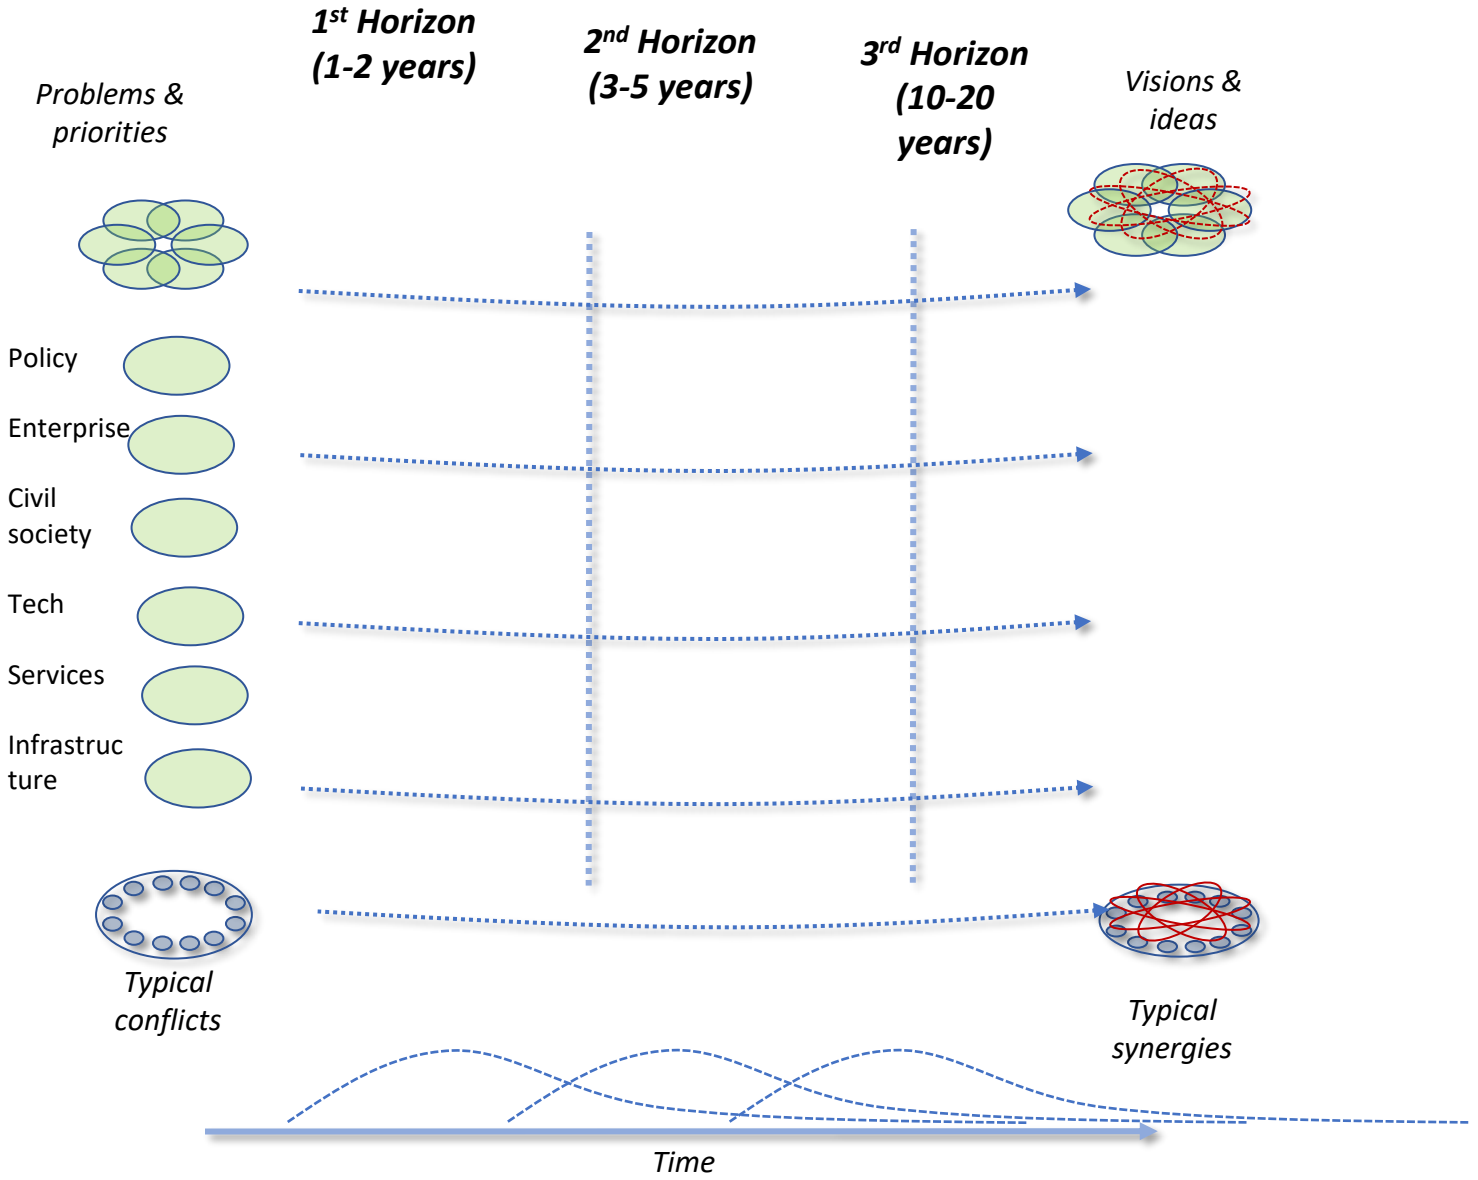 1st Horizon
(1-2 years)
2nd Horizon
(3-5 years)
3rd Horizon
(10-20
years)
Problems &
priorities
Visions &
ideas
Policy
Enterprise
Civil
society
Tech
Services
Infrastruc
ture
Typical
conflicts
Typical
synergies
Time